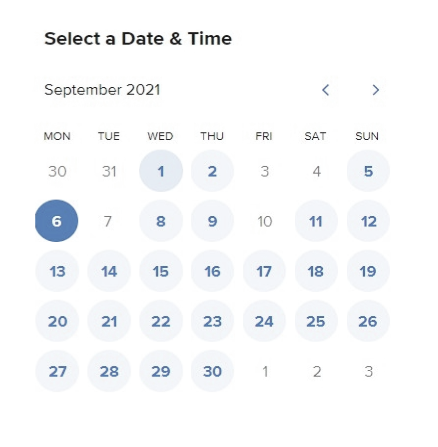 Select a Date & Time
September 2021
MON TUE WED THU FRI SAT SUN
30 31 1 2 3 4 5
6 7 8 9 10 11 12
13 14 15 16 17 18 19
20 21 22 23 24 25 26
27 28 29 30 1 2 3